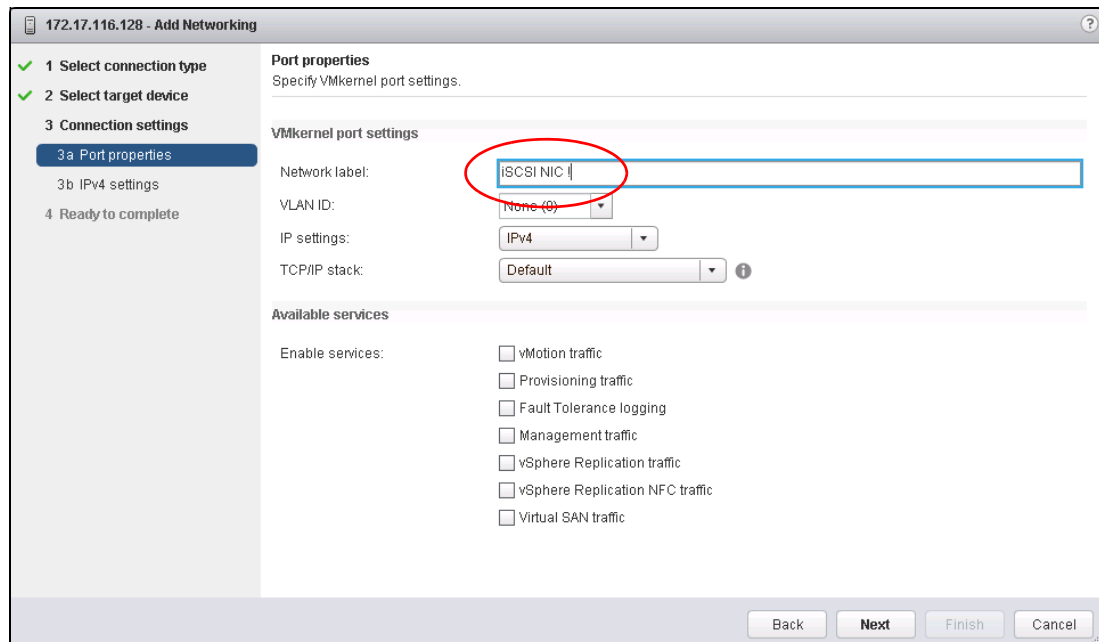 172.17.116.128 - Add Networking
?
1 Select connection type
2 Select target device
3 Connection settings
3a Port properties
3b IPv4 settings
4 Ready to complete
Port properties
Specify VMkernel port settings.
VMkernel port settings
Network label: iSCSI NIC !
VLAN ID: None (0)
IP settings: IPv4
TCP/IP stack: Default
Available services
Enable services: vMotion traffic
Provisioning traffic
Fault Tolerance logging
Management traffic
vSphere Replication traffic
vSphere Replication NFC traffic
Virtual SAN traffic
Back Next Finish Cancel